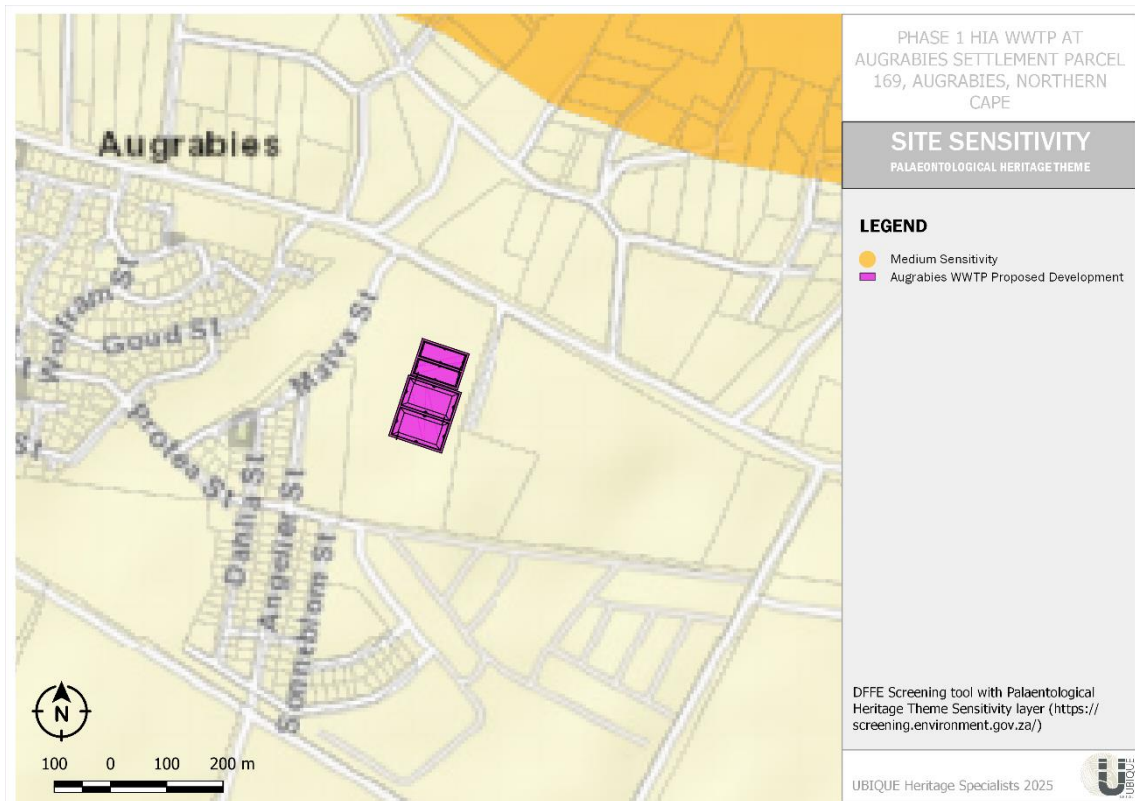 Augrabies
Wolfram St
Goud St
Malva St
Protea St
St
Dahlia St
Angelier St
Sonneblom St
N
100 0 100 200 m
PHASE 1 HIA WWTP AT
AUGRABIES SETTLEMENT PARCEL
169, AUGRABIES, NORTHERN
CAPE
SITE SENSITIVITY
PALAEONTOLOGICAL HERITAGE THEME
LEGEND
Medium Sensitivity
Augrabies WWTP Proposed Development
DFFE Screening tool with Palaentological
Heritage Theme Sensitivity layer (https://
screening.environment.gov.za/)
UBIQUE Heritage Specialists 2025
U
UBIQUE